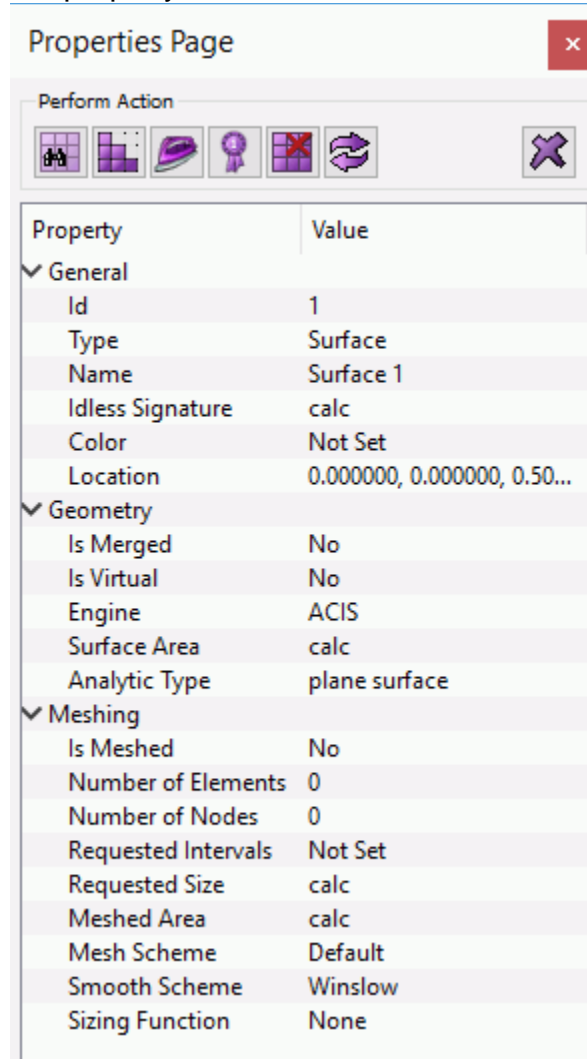 Properties Page
Perform Action
Property Value
General
Id 1
Type Surface
Name Surface 1
Idless Signature calc
Color Not Set
Location 0.000000, 0.000000, 0.50...
Geometry
Is Merged No
Is Virtual No
Engine ACIS
Surface Area calc
Analytic Type plane surface
Meshing
Is Meshed No
Number of Elements 0
Number of Nodes 0
Requested Intervals Not Set
Requested Size calc
Meshed Area calc
Mesh Scheme Default
Smooth Scheme Winslow
Sizing Function None